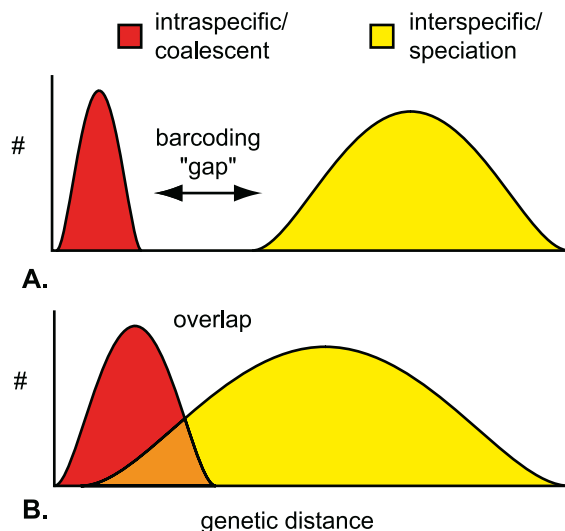 intraspecific/
coalescent
interspecific/
speciation
#
barcoding
"gap"
A.
overlap
#
B.
genetic distance